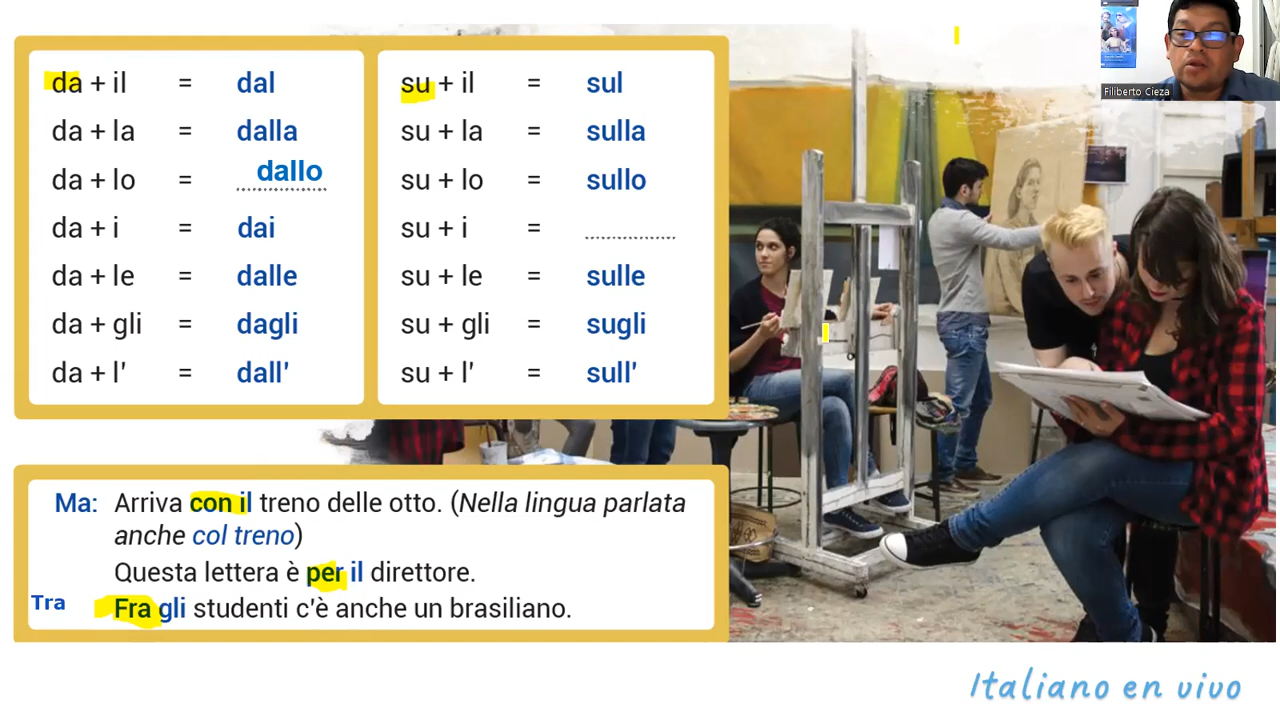 da + il = dal
da + la = dalla
da + lo = dallo
da + i = dai
da + le = dalle
da + gli = dagli
da + l' = dall'
su + il = sul
su + la = sulla
su + lo = sullo
su + i = ....................
su + le = sulle
su + gli = sugli
su + l' = sull'
Ma: Arriva con il treno delle otto. (Nella lingua parlata
anche col treno)
Questa lettera è per il direttore.
Tra Fra gli studenti c'è anche un brasiliano.
Filiberto Cieza
Italiano en vivo